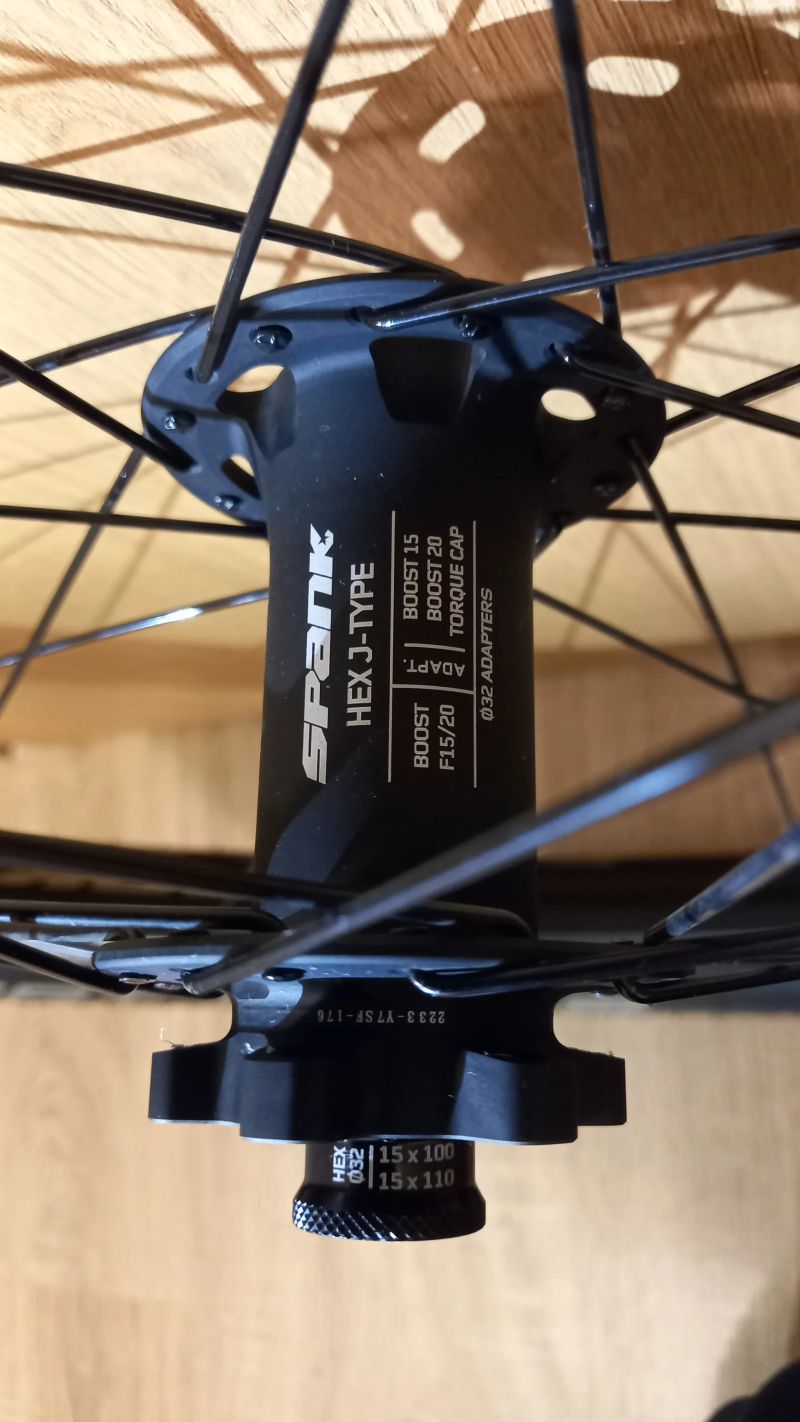 SPANK
HEX J-TYPE
BOOST
F15/20
ADAPT.
BOOST 15
BOOST 20
TORQUE CAP
Ø32 ADAPTERS
2233-Y7SF-176
HEX
Ø32
15 x 100
15 x 110